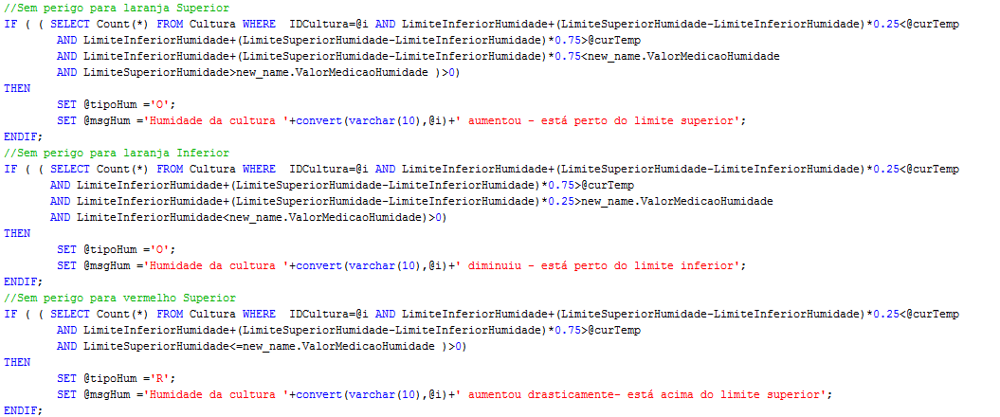 //Sem perigo para laranja Superior
IF ( ( SELECT Count(*) FROM Cultura WHERE  IDCultura=@i AND LimiteInferiorHumidade+(LimiteSuperiorHumidade-LimiteInferiorHumidade)*0.25<@curTemp
AND LimiteInferiorHumidade+(LimiteSuperiorHumidade-LimiteInferiorHumidade)*0.75>@curTemp
AND LimiteInferiorHumidade+(LimiteSuperiorHumidade-LimiteInferiorHumidade)*0.75<new_name.ValorMedicaoHumidade
AND LimiteSuperiorHumidade>new_name.ValorMedicaoHumidade )>0)
THEN
SET @tipoHum ='O';
SET @msgHum ='Humidade da cultura '+convert(varchar(10),@i)+' aumentou - está perto do limite superior';
ENDIF;
//Sem perigo para laranja Inferior
IF ( ( SELECT Count(*) FROM Cultura WHERE  IDCultura=@i AND LimiteInferiorHumidade+(LimiteSuperiorHumidade-LimiteInferiorHumidade)*0.25<@curTemp
AND LimiteInferiorHumidade+(LimiteSuperiorHumidade-LimiteInferiorHumidade)*0.75>@curTemp
AND LimiteInferiorHumidade+(LimiteSuperiorHumidade-LimiteInferiorHumidade)*0.25>new_name.ValorMedicaoHumidade
AND LimiteInferiorHumidade<new_name.ValorMedicaoHumidade)>0)
THEN
SET @tipoHum ='O';
SET @msgHum ='Humidade da cultura '+convert(varchar(10),@i)+' diminuiu - está perto do limite inferior';
ENDIF;
//Sem perigo para vermelho Superior
IF ( ( SELECT Count(*) FROM Cultura WHERE  IDCultura=@i AND LimiteInferiorHumidade+(LimiteSuperiorHumidade-LimiteInferiorHumidade)*0.25<@curTemp
AND LimiteInferiorHumidade+(LimiteSuperiorHumidade-LimiteInferiorHumidade)*0.75>@curTemp
AND LimiteSuperiorHumidade<=new_name.ValorMedicaoHumidade )>0)
THEN
SET @tipoHum ='R';
SET @msgHum ='Humidade da cultura '+convert(varchar(10),@i)+' aumentou drasticamente- está acima do limite superior';
ENDIF;